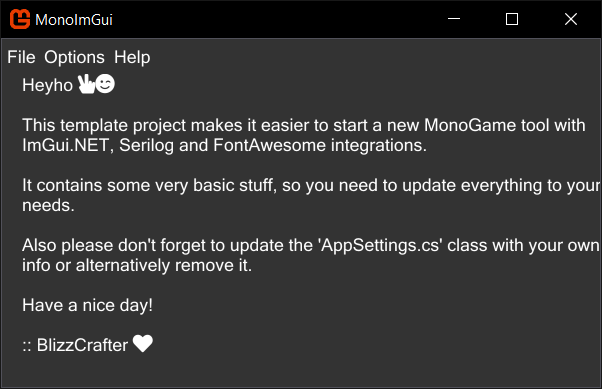 MonoImGui
File Options Help
Heyho ✌😉
This template project makes it easier to start a new MonoGame tool with
ImGui.NET, Serilog and FontAwesome integrations.
It contains some very basic stuff, so you need to update everything to your
needs.
Also please don't forget to update the 'AppSettings.cs' class with your own
info or alternatively remove it.
Have a nice day!
:: BlizzCrafter ♥